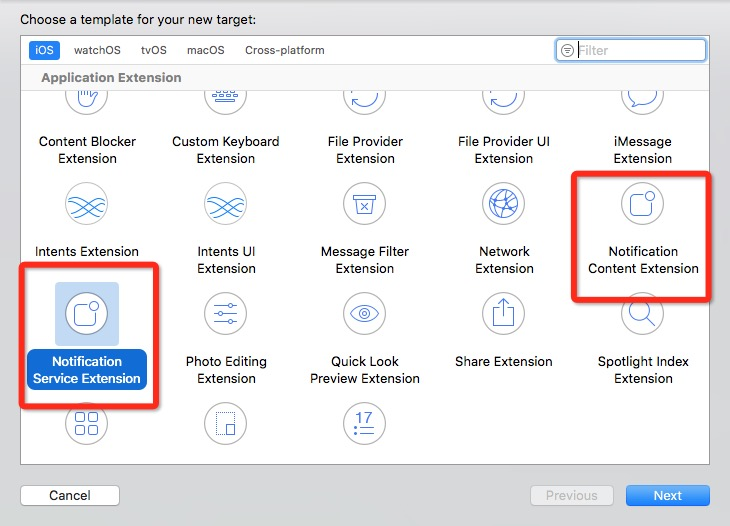 Choose a template for your new target:
iOS watchOS tvOS macOS Cross-platform Filter
Application Extension
Content Blocker Extension
Custom Keyboard Extension
File Provider Extension
File Provider UI Extension
iMessage Extension
Intents Extension
Intents UI Extension
Message Filter Extension
Network Extension
Notification Content Extension
Notification Service Extension
Photo Editing Extension
Quick Look Preview Extension
Share Extension
Spotlight Index Extension
17
Cancel Previous Next